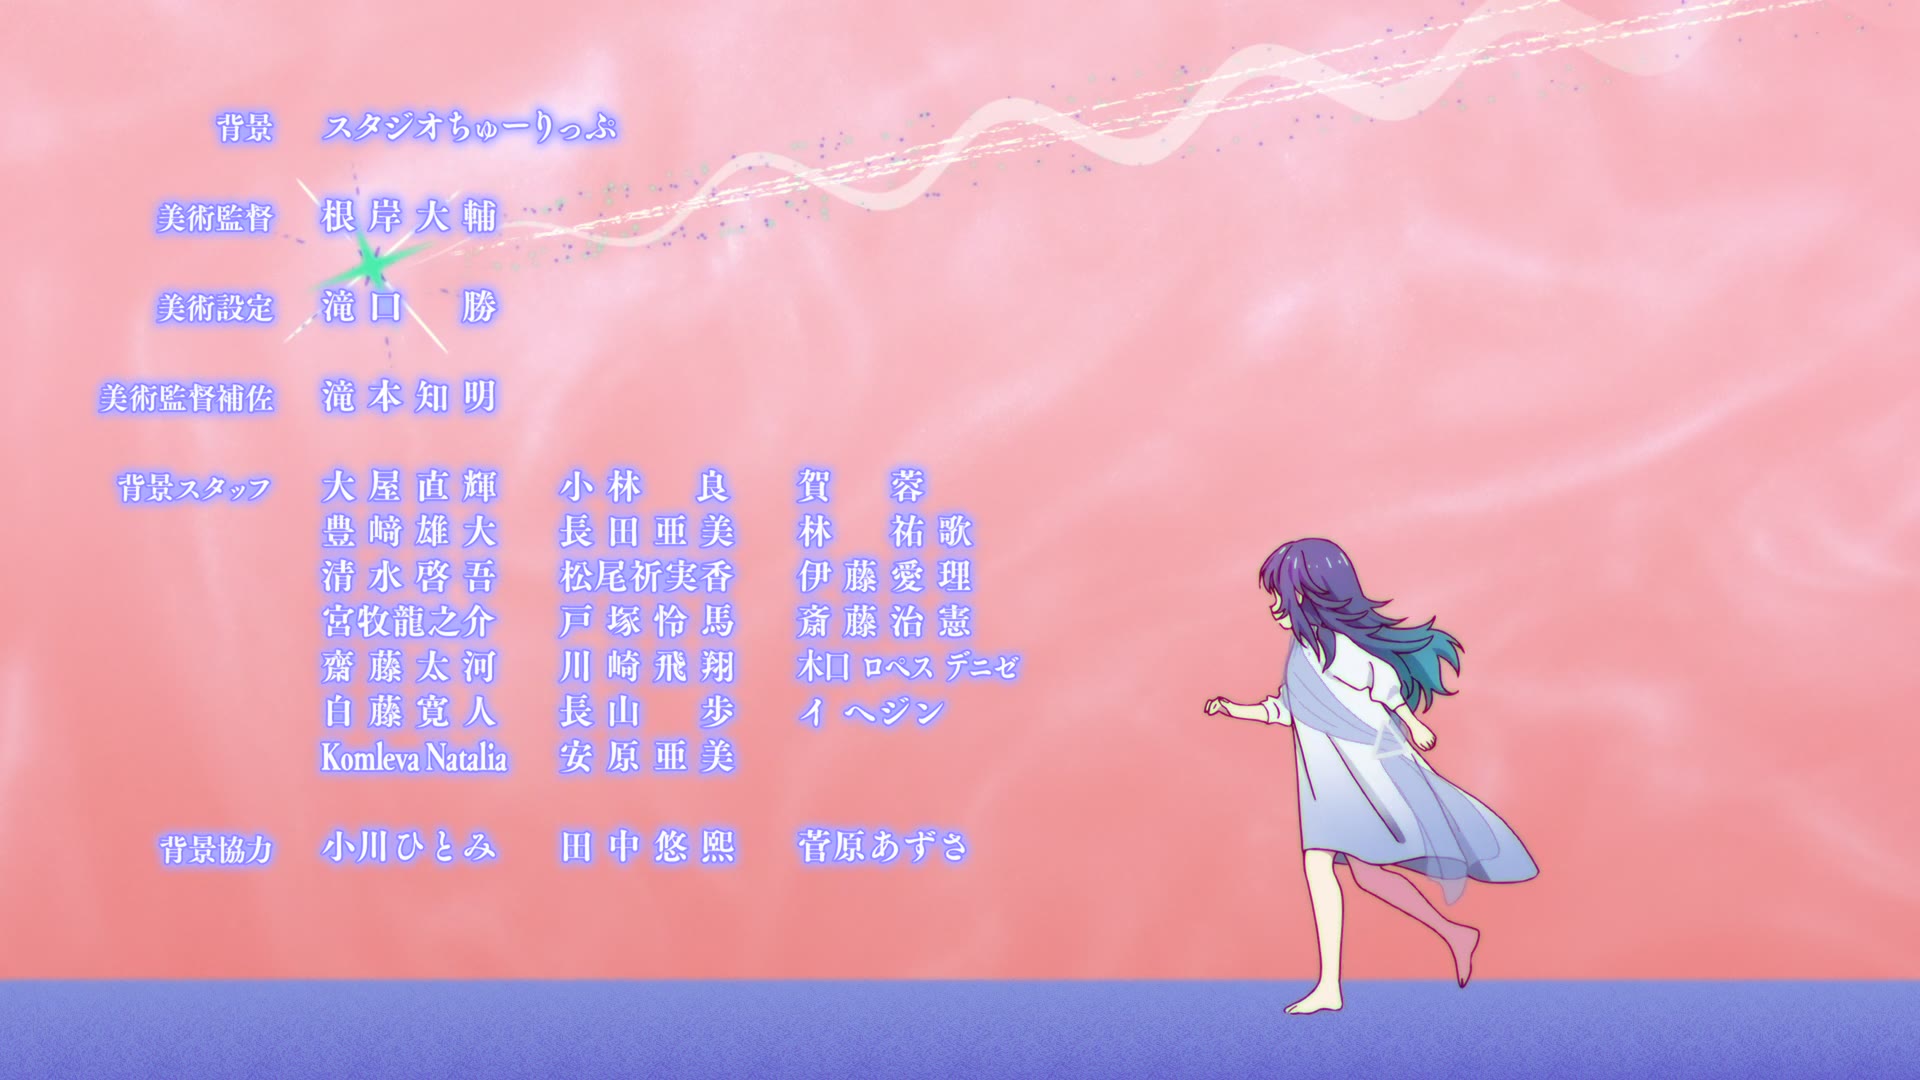 背景 スタジオちゅーりっぷ
美術監督 根岸大輔
美術設定 滝口 勝
美術監督補佐 滝本知明
背景スタッフ 大屋直輝 小林 良 賀 蓉
豊﨑雄大 長田亜美 林 祐歌
清水啓吾 松尾祈実香 伊藤愛理
宮牧龍之介 戸塚怜馬 斎藤治憲
齋藤太河 川崎飛翔 木口 ロペス デニゼ
白藤寛人 長山 歩 イ ヘジン
Komleva Natalia 安原亜美
背景協力 小川ひとみ 田中悠熙 菅原あずさ